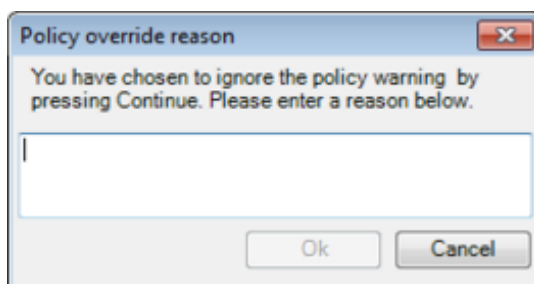 Policy override reason
You have chosen to ignore the policy warning  by
pressing Continue. Please enter a reason below.
Ok
Cancel